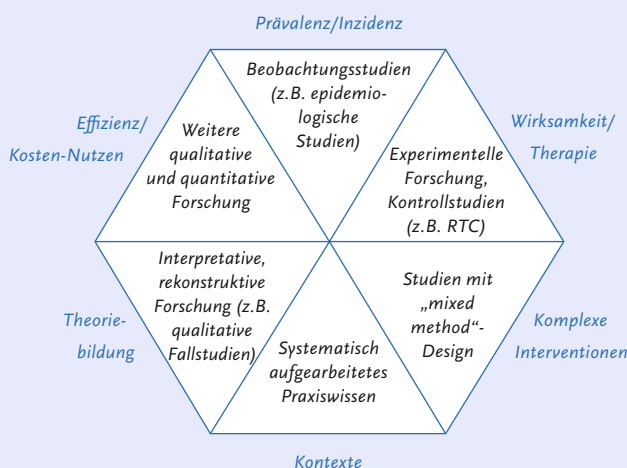 Prävalenz/Inzidenz
Beobachtungsstudien
(z.B. epidemio-
logische
Studien)
Effizienz/
Kosten-Nutzen
Weitere
qualitative
und quantitative
Forschung
Wirksamkeit/
Therapie
Experimentelle
Forschung,
Kontrollstudien
(z.B. RTC)
Interpretative,
rekonstruktive
Forschung (z.B.
qualitative
Fallstudien)
Theorie-
bildung
Systematisch
aufgearbeitetes
Praxiswissen
Studien mit
„mixed
method“-
Design
Komplexe
Interventionen
Kontexte